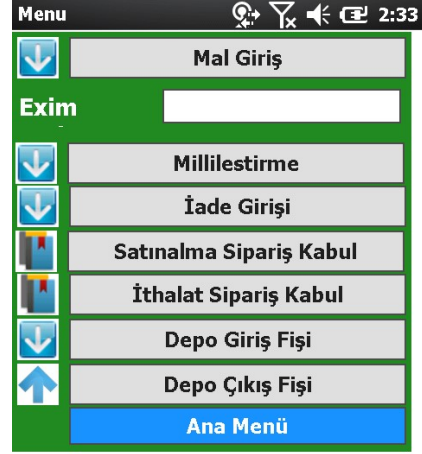 Menu 2:33
Mal Giriş
Exim
Millilestirme
İade Girişi
Satınalma Sipariş Kabul
İthalat Sipariş Kabul
Depo Giriş Fişi
Depo Çıkış Fişi
Ana Menü